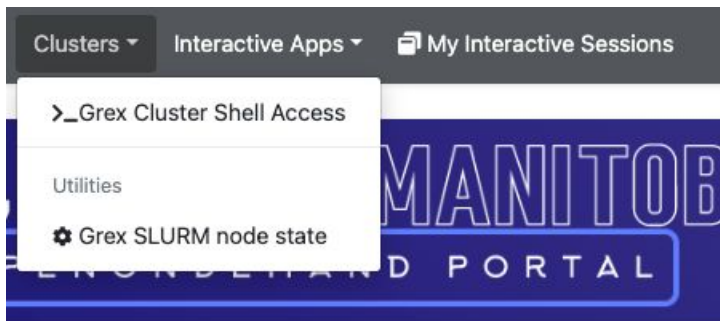 Clusters Interactive Apps My Interactive Sessions
>_Grex Cluster Shell Access
Utilities
MANITOB
Grex SLURM node state
D PORTAL